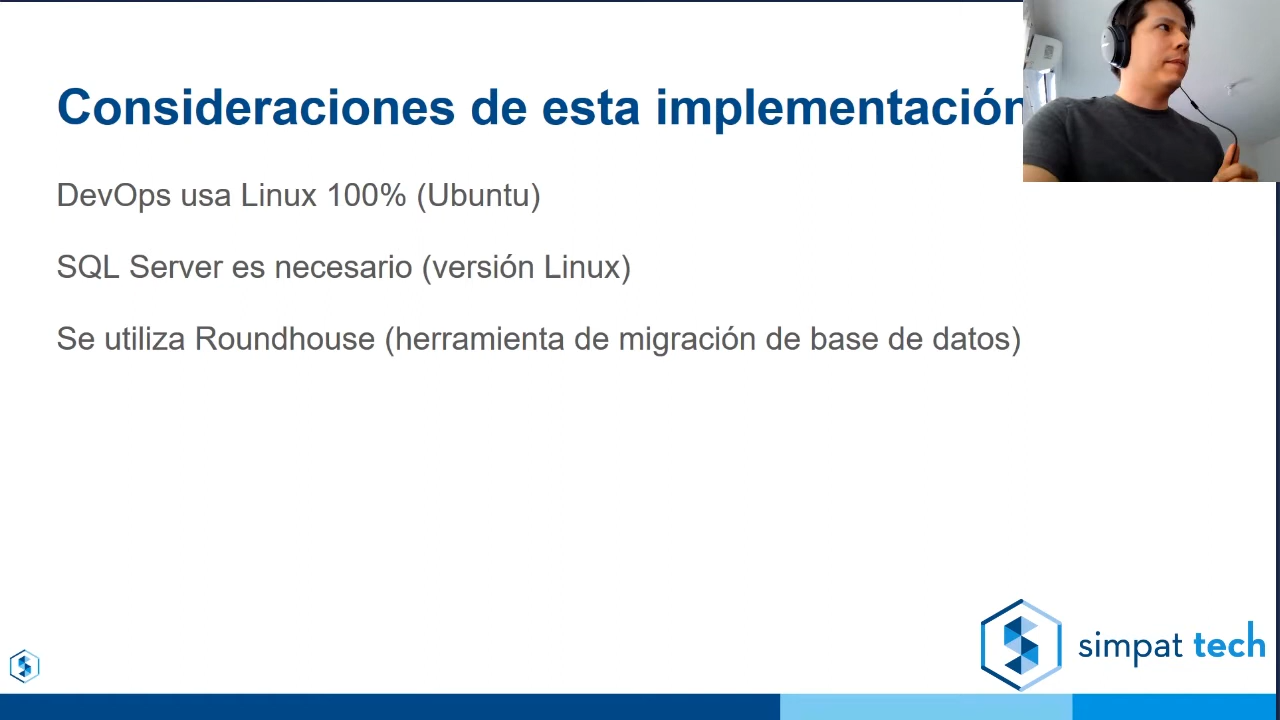 Consideraciones de esta implementación
DevOps usa Linux 100% (Ubuntu)
SQL Server es necesario (versión Linux)
Se utiliza Roundhouse (herramienta de migración de base de datos)
simpat tech